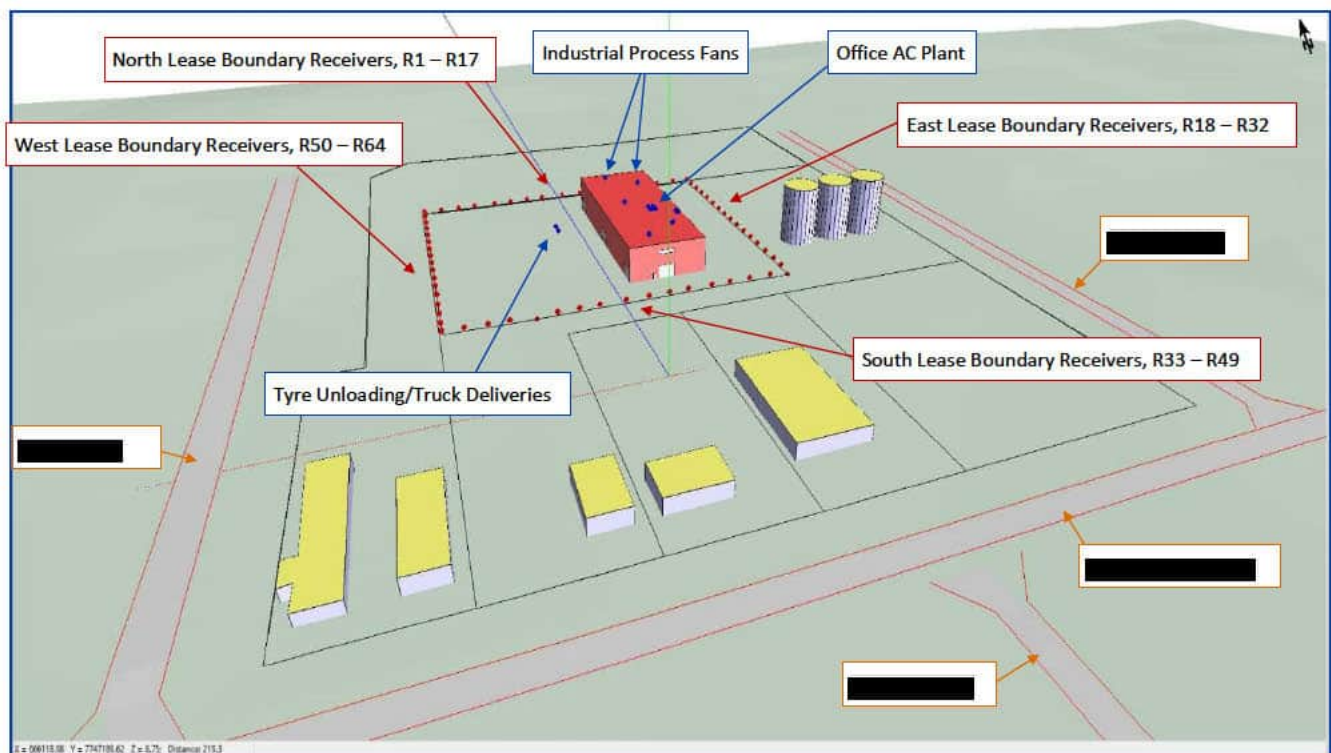 Industrial Process Fans
Office AC Plant
North Lease Boundary Receivers, R1 – R17
East Lease Boundary Receivers, R18 – R32
West Lease Boundary Receivers, R50 – R64
South Lease Boundary Receivers, R33 – R49
Tyre Unloading/Truck Deliveries